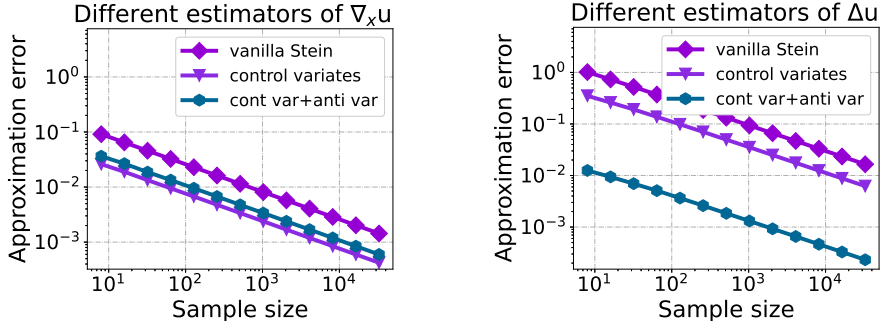 Different estimators of ∇ₓu
Approximation error
10⁰
10⁻¹
10⁻²
10⁻³
vanilla Stein
control variates
cont var+anti var
10¹ 10² 10³ 10⁴
Sample size
Different estimators of Δu
Approximation error
10⁰
10⁻¹
10⁻²
10⁻³
vanilla Stein
control variates
cont var+anti var
10¹ 10² 10³ 10⁴
Sample size